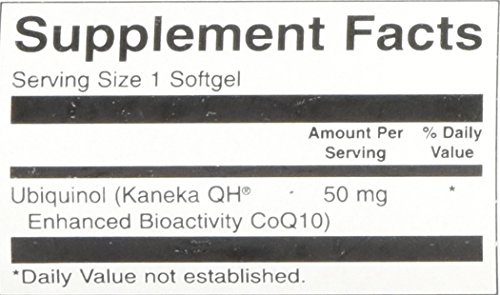 Supplement Facts
Serving Size 1 Softgel
Amount Per % Daily
Serving Value
Ubiquinol (Kaneka QH® 50 mg *
Enhanced Bioactivity CoQ10)
*Daily Value not established.